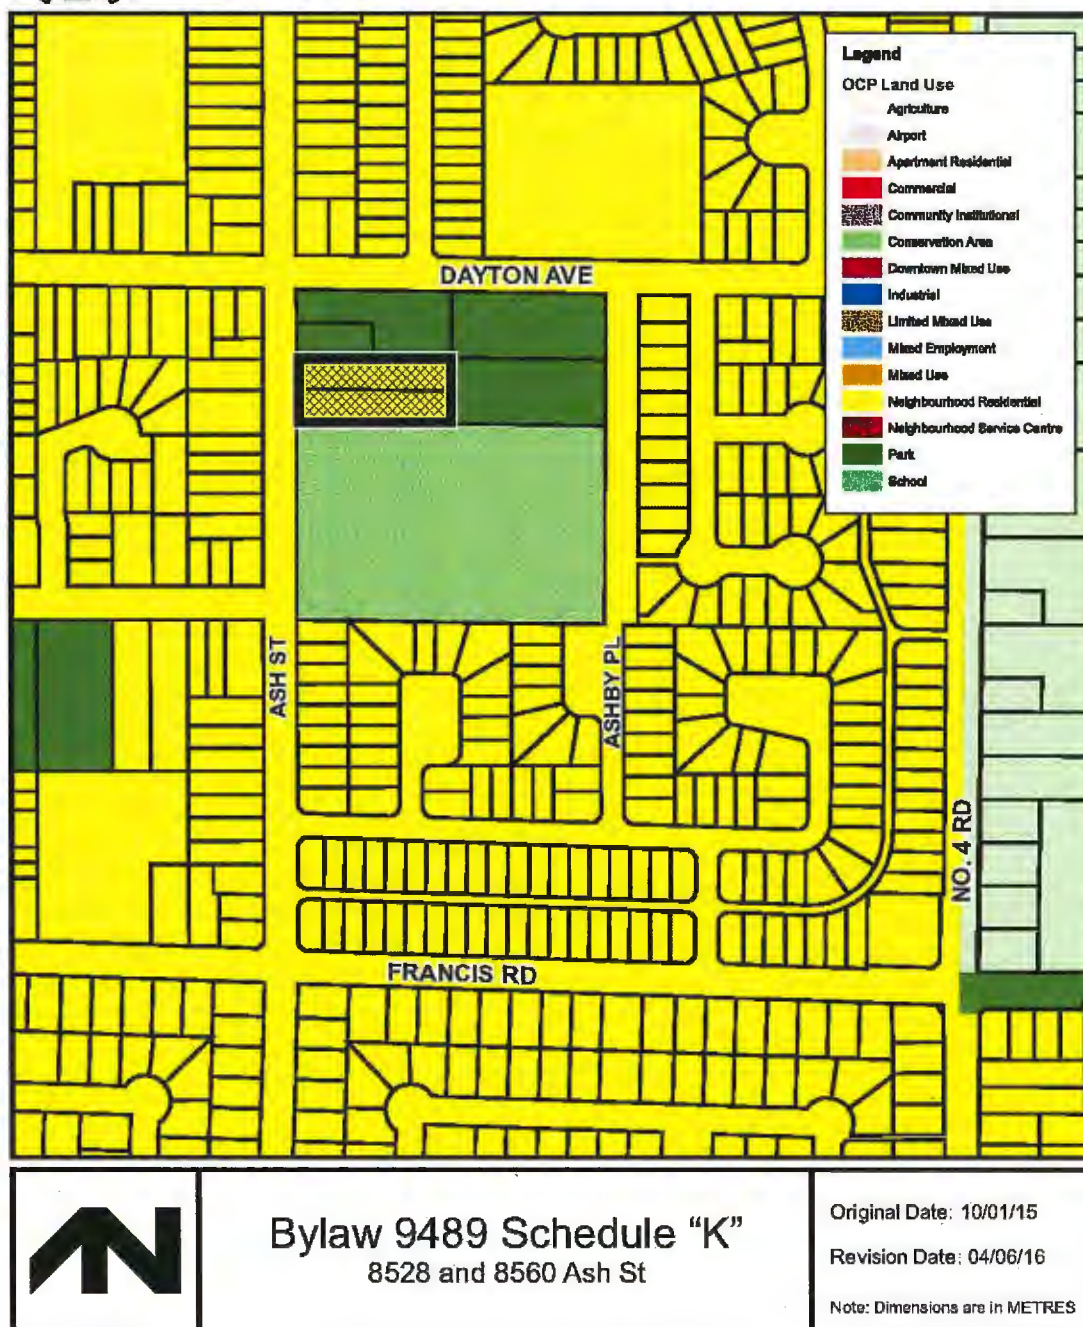 Legend
OCP Land Use
Agriculture
Airport
Apartment Residential
Commercial
Community Institutional
Conservation Area
Downtown Mixed Use
Industrial
Limited Mixed Use
Mixed Employment
Mixed Use
Neighbourhood Residential
Neighbourhood Service Centre
Park
School
DAYTON AVE
ASH ST
ASHBY PL
NO. 4 RD
FRANCIS RD
Bylaw 9489 Schedule “K”
8528 and 8560 Ash St
Original Date: 10/01/15
Revision Date: 04/06/16
Note: Dimensions are in METRES